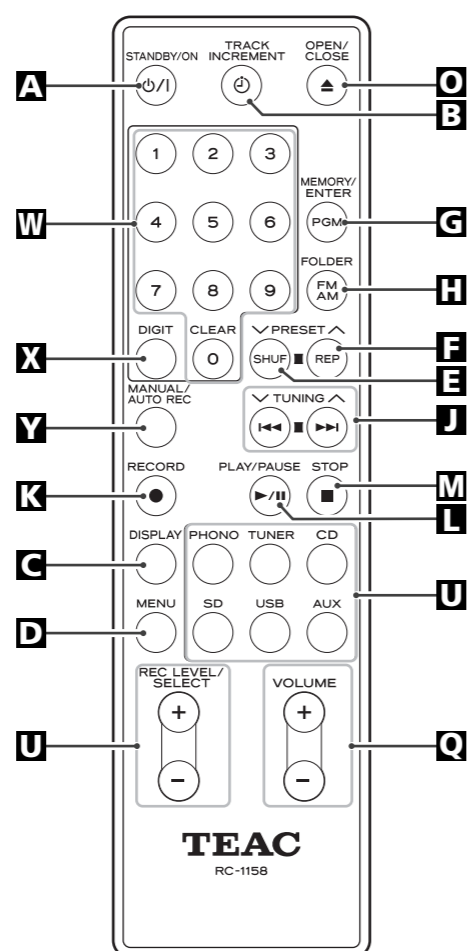 TRACK INCREMENT
STANDBY/ON
OPEN/CLOSE
A
⏻/I
O
B
1 2 3
MEMORY/ENTER
W
4 5 6
PGM
G
FOLDER
7 8 9
FM AM
H
DIGIT
CLEAR
PRESET
X
0
SHUF
REP
F
E
MANUAL/AUTO REC
TUNING
Y
J
RECORD
PLAY/PAUSE
STOP
K
M
L
DISPLAY
PHONO
TUNER
CD
C
U
MENU
SD
USB
AUX
D
REC LEVEL/SELECT
VOLUME
+ +
U
Q
− −
TEAC
RC-1158